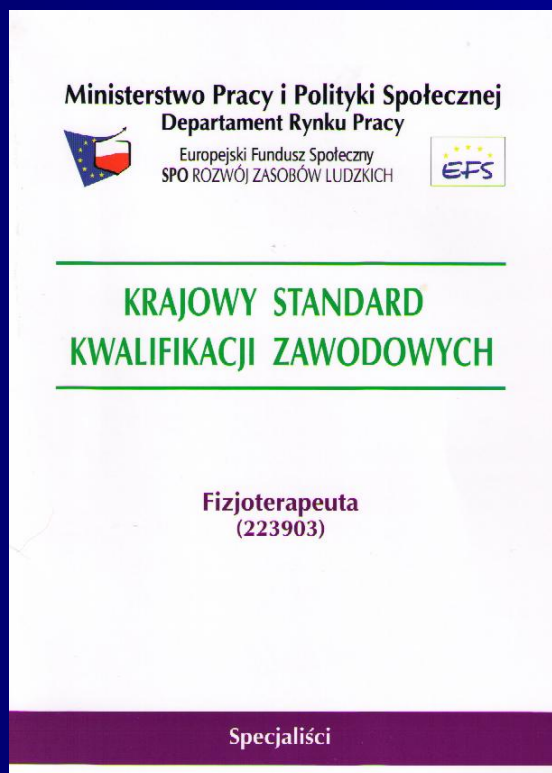 Ministerstwo Pracy i Polityki Społecznej
Departament Rynku Pracy
Europejski Fundusz Społeczny
SPO ROZWÓJ ZASOBÓW LUDZKICH
EFS
KRAJOWY STANDARD
KWALIFIKACJI ZAWODOWYCH
Fizjoterapeuta
(223903)
Specjaliści